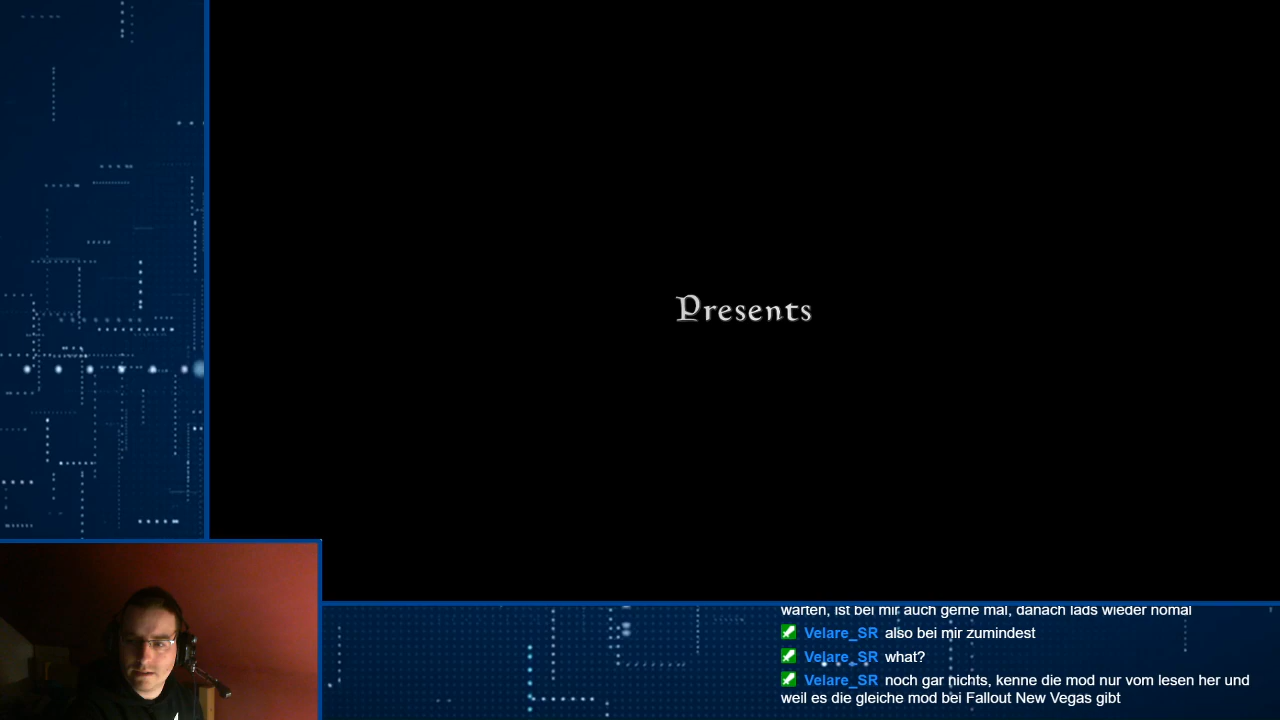 Presents
warten, ist bei mir auch gerne mal, danach lads wieder nomal
Velare_SR also bei mir zumindest
Velare_SR what?
Velare_SR noch gar nichts, kenne die mod nur vom lesen her und
weil es die gleiche mod bei Fallout New Vegas gibt